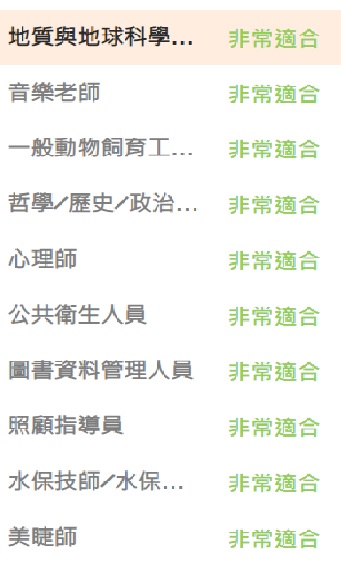 地質與地球科學... 非常適合
音樂老師 非常適合
一般動物飼育工... 非常適合
哲學/歷史/政治... 非常適合
心理師 非常適合
公共衛生人員 非常適合
圖書資料管理人員 非常適合
照顧指導員 非常適合
水保技師/水保... 非常適合
美睫師 非常適合